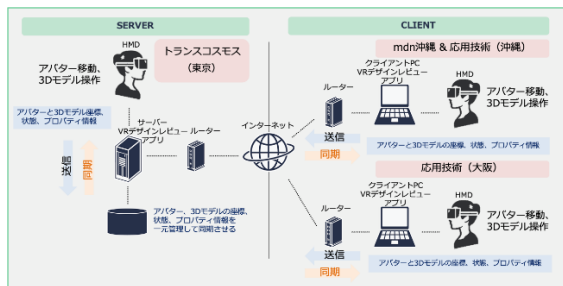 SERVER
CLIENT
HMD
アバター移動、
3Dモデル操作
トランスコスモス
（東京）
アバターと3Dモデル座標、
状態、プロパティ情報
送信
同期
サーバー
VRデザインレビュー
アプリ
ルーター
インターネット
アバター、3Dモデルの座標、
状態、プロパティ情報を
一元管理して同期させる
mdn沖縄 & 応用技術（沖縄）
クライアントPC
VRデザインレビュー
アプリ
ルーター
HMD
アバター移動、
3Dモデル操作
送信
同期
アバターと3Dモデルの座標、状態、プロパティ情報
応用技術（大阪）
クライアントPC
VRデザインレビュー
アプリ
ルーター
HMD
アバター移動、
3Dモデル操作
送信
同期
アバターと3Dモデルの座標、状態、プロパティ情報